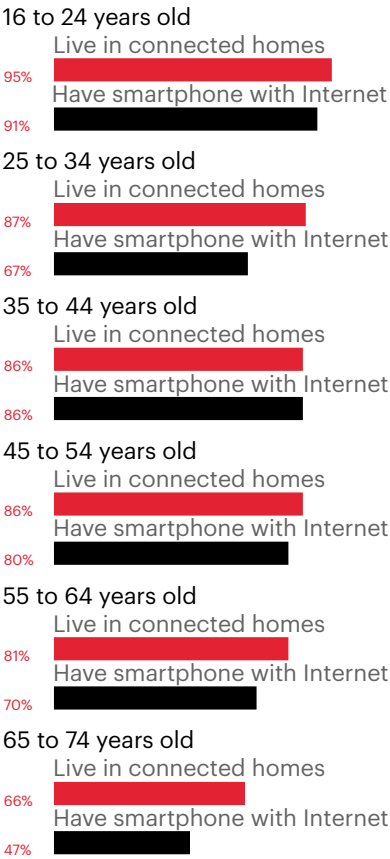 16 to 24 years old
Live in connected homes
95%
Have smartphone with Internet
91%
25 to 34 years old
Live in connected homes
87%
Have smartphone with Internet
67%
35 to 44 years old
Live in connected homes
86%
Have smartphone with Internet
86%
45 to 54 years old
Live in connected homes
86%
Have smartphone with Internet
80%
55 to 64 years old
Live in connected homes
81%
Have smartphone with Internet
70%
65 to 74 years old
Live in connected homes
66%
Have smartphone with Internet
47%